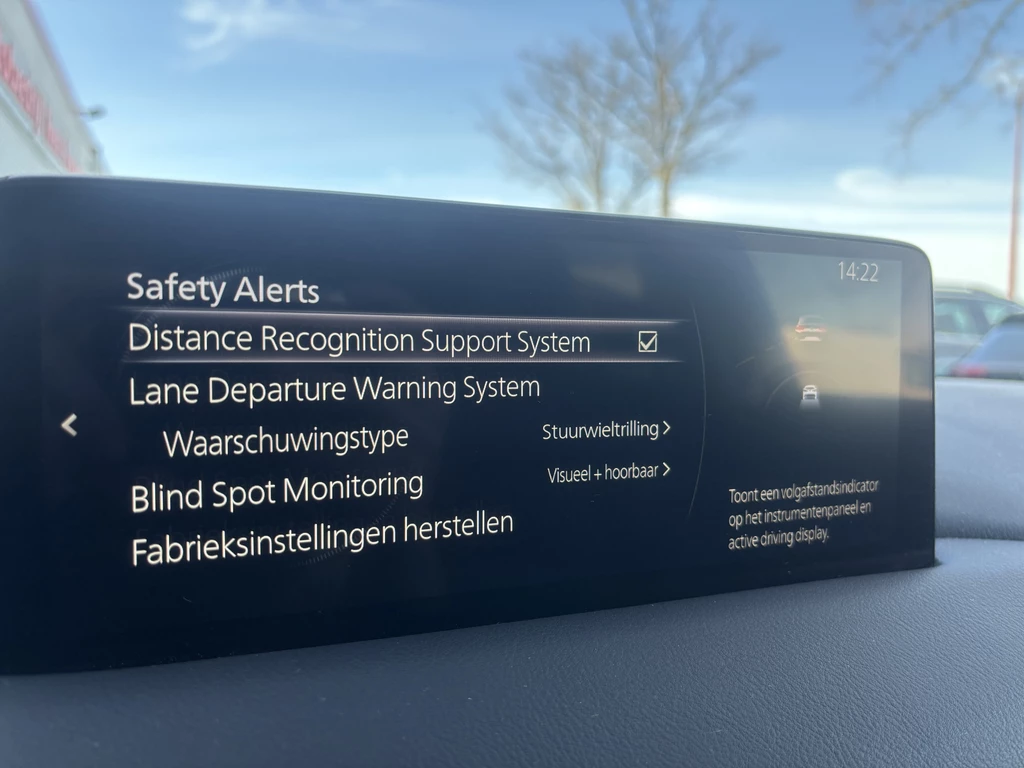 14:22
Safety Alerts
Distance Recognition Support System
Lane Departure Warning System
Waarschuwingstype Stuurwieltrilling >
Blind Spot Monitoring Visueel + hoorbaar >
Fabrieksinstellingen herstellen
Toont een volgafstandsindicator
op het instrumentenpaneel en
active driving display.